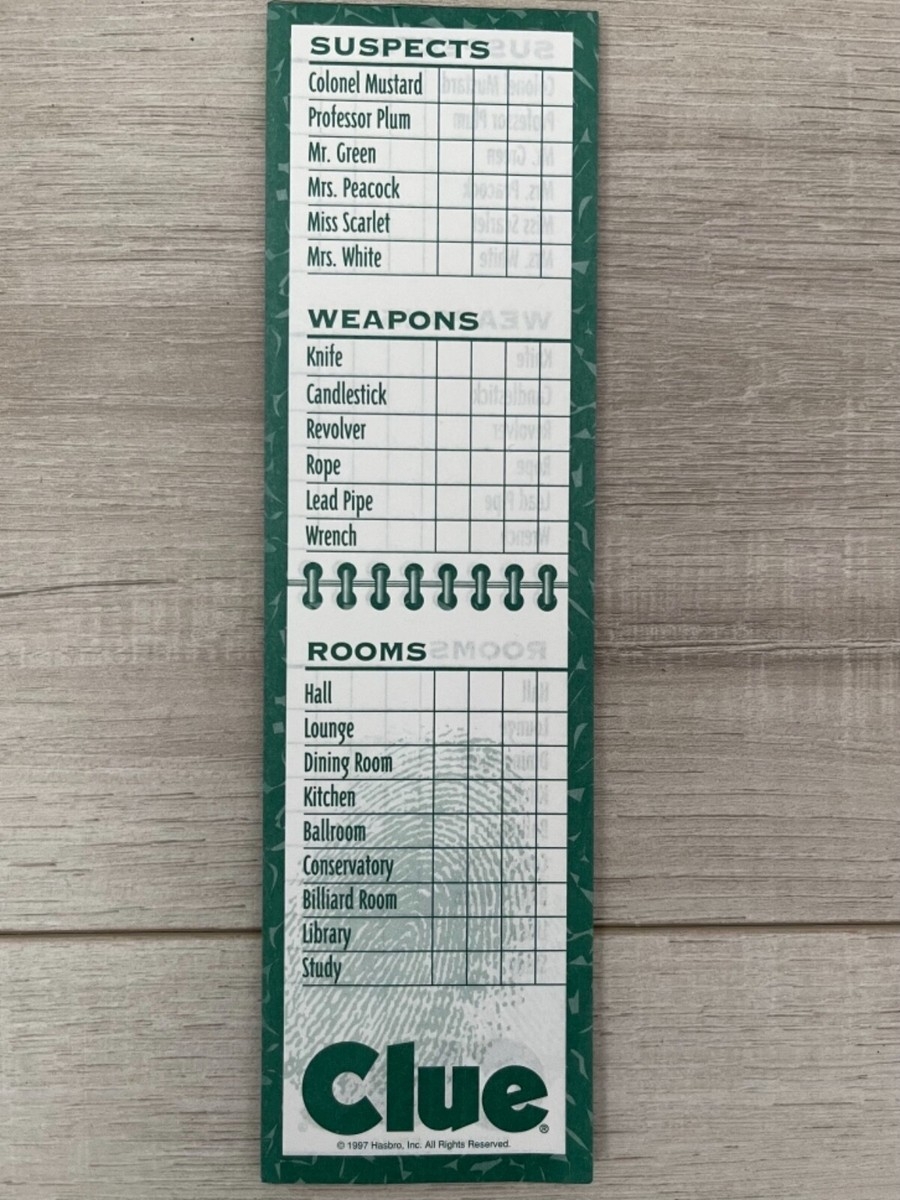 SUSPECTS
Colonel Mustard
Professor Plum
Mr. Green
Mrs. Peacock
Miss Scarlet
Mrs. White
WEAPONS
Knife
Candlestick
Revolver
Rope
Lead Pipe
Wrench
ROOMS
Hall
Lounge
Dining Room
Kitchen
Ballroom
Conservatory
Billiard Room
Library
Study
Clue®
© 1997 Hasbro, Inc. All Rights Reserved.